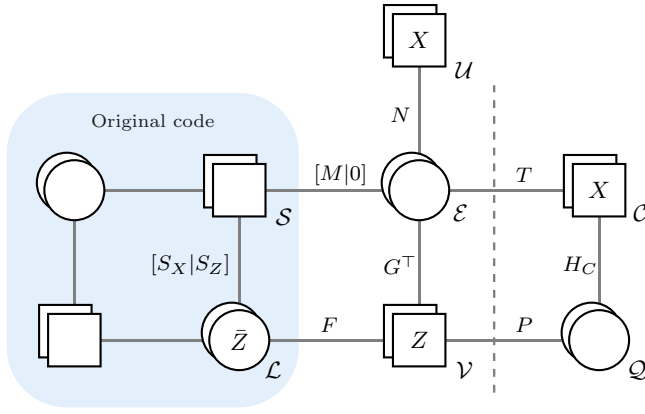 X
𝒰
Original code
N
[M|0]
T
X
𝒮
ℰ
𝒞
[S_X|S_Z]
G^⊤
H_C
Z̄
F
Z
P
ℒ
𝒱
𝒬